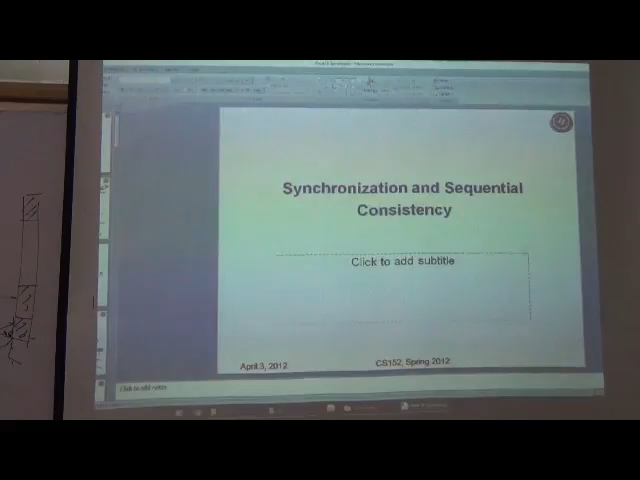 Synchronization and Sequential
Consistency
Click to add subtitle
April 3, 2012
CS152, Spring 2012
Click to add notes